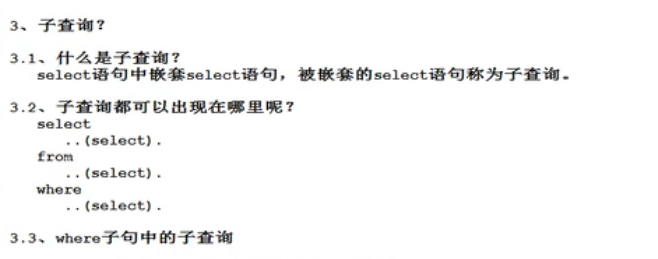 3、子查询？
3.1、什么是子查询？
select语句中嵌套select语句，被嵌套的select语句称为子查询。
3.2、子查询都可以出现在哪里呢？
select
..(select).
from
..(select).
where
..(select).
3.3、where子句中的子查询